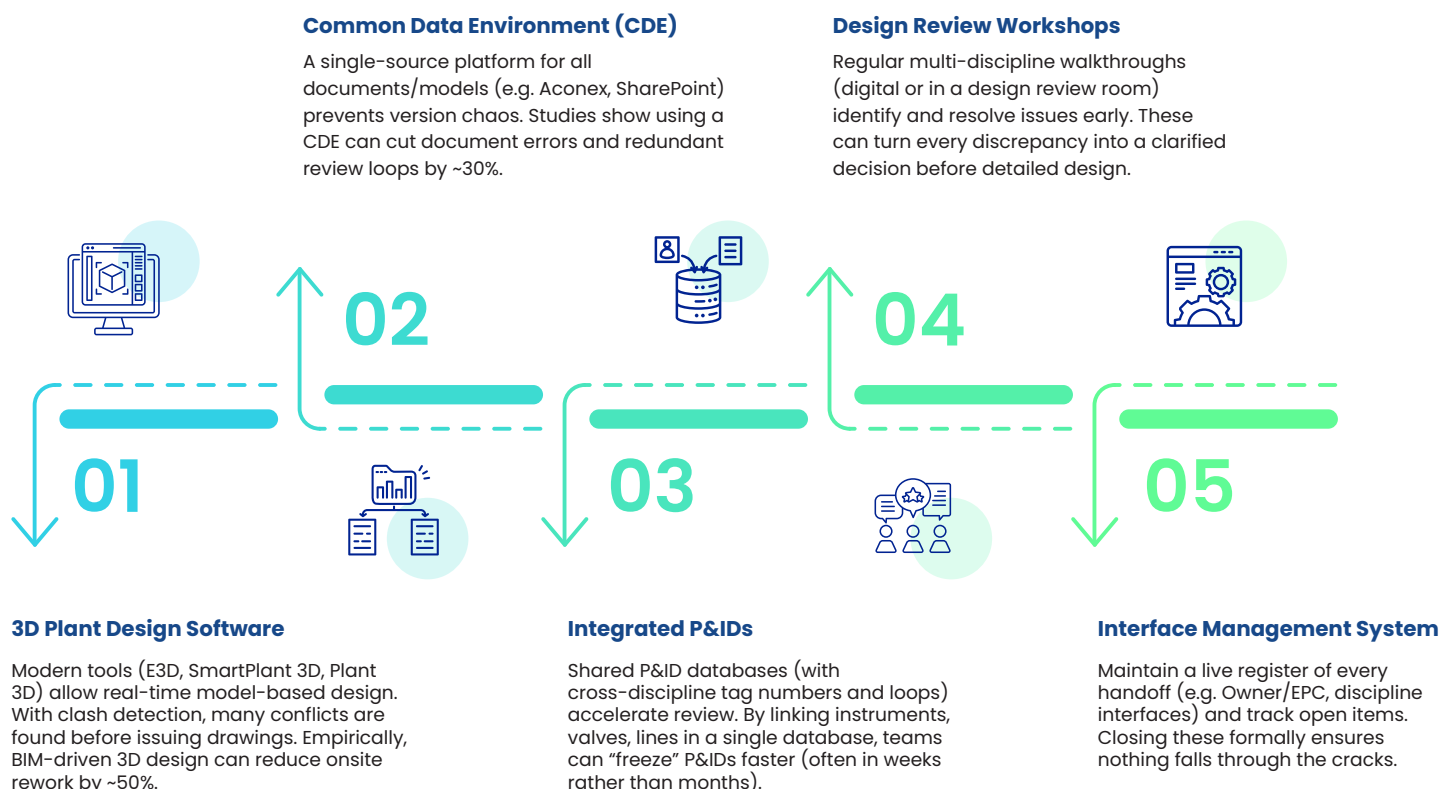 Common Data Environment (CDE)
A single-source platform for all
documents/models (e.g. Aconex, SharePoint)
prevents version chaos. Studies show using a
CDE can cut document errors and redundant
review loops by ~30%.
Design Review Workshops
Regular multi-discipline walkthroughs
(digital or in a design review room)
identify and resolve issues early. These
can turn every discrepancy into a clarified
decision before detailed design.
02
04
01
03
05
3D Plant Design Software
Modern tools (E3D, SmartPlant 3D, Plant
3D) allow real-time model-based design.
With clash detection, many conflicts are
found before issuing drawings. Empirically,
BIM-driven 3D design can reduce onsite
rework by ~50%.
Integrated P&IDs
Shared P&ID databases (with
cross-discipline tag numbers and loops)
accelerate review. By linking instruments,
valves, lines in a single database, teams
can “freeze” P&IDs faster (often in weeks
rather than months).
Interface Management System
Maintain a live register of every
handoff (e.g. Owner/EPC, discipline
interfaces) and track open items.
Closing these formally ensures
nothing falls through the cracks.